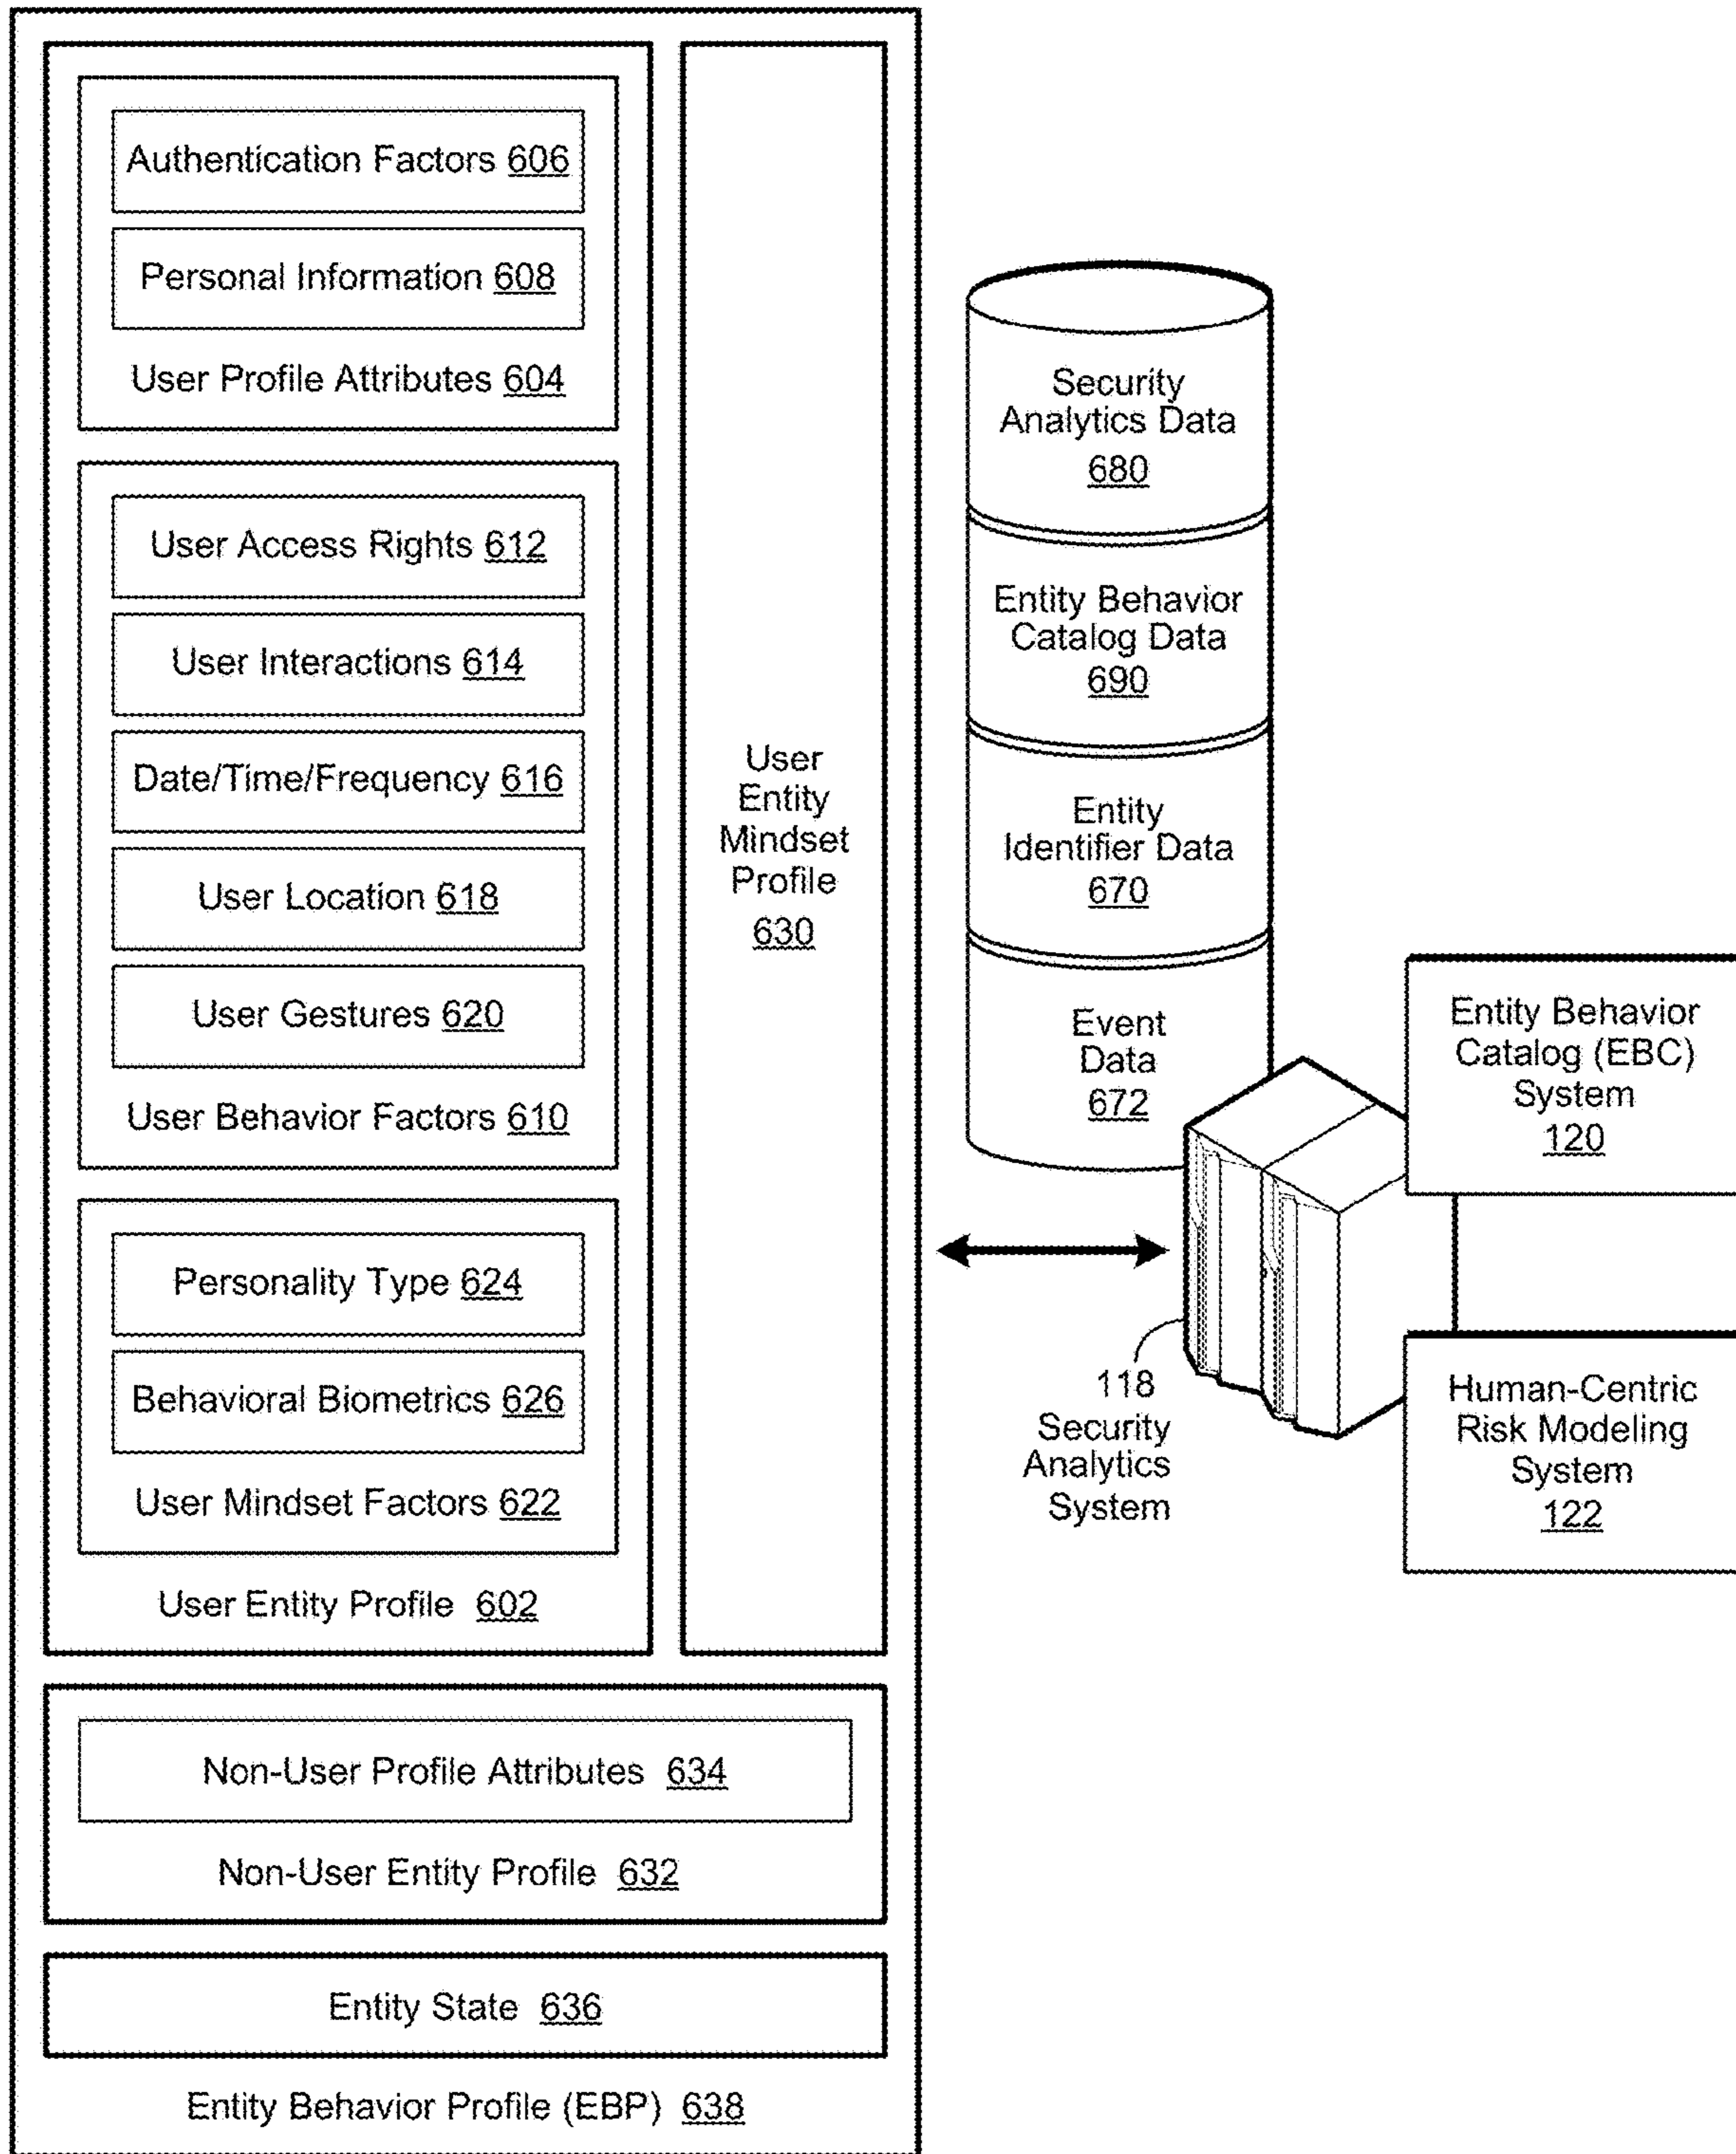 Authentication Factors 606
Personal Information 608
User Profile Attributes 604
User Access Rights 612
User Interactions 614
Date/Time/Frequency 616
User Location 618
User Gestures 620
User Behavior Factors 610
Personality Type 624
Behavioral Biometrics 626
User Mindset Factors 622
User Entity Profile 602
User
Entity
Mindset
Profile
630
Non-User Profile Attributes 634
Non-User Entity Profile 632
Entity State 636
Entity Behavior Profile (EBP) 638
Security
Analytics Data
680
Entity Behavior
Catalog Data
690
Entity
Identifier Data
670
Event
Data
672
118
Security
Analytics
System
Entity Behavior
Catalog (EBC)
System
120
Human-Centric
Risk Modeling
System
122